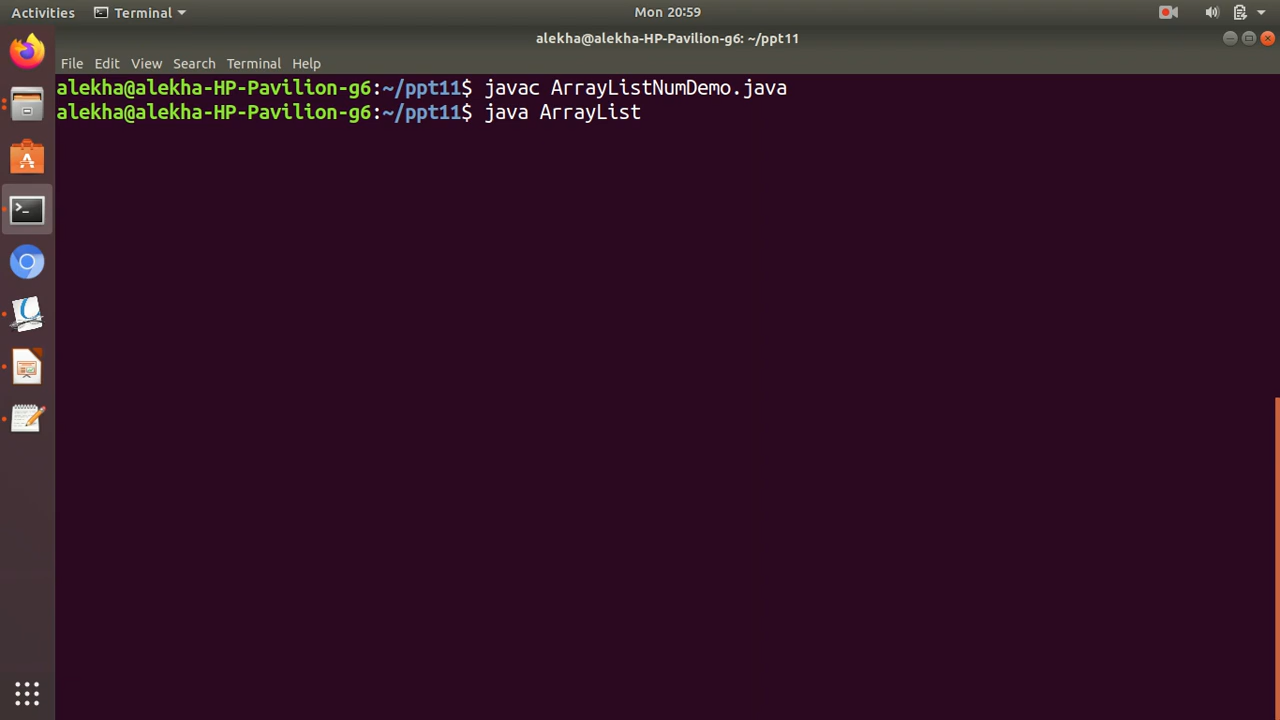 Activities Terminal Mon 20:59
alekha@alekha-HP-Pavilion-g6: ~/ppt11
File Edit View Search Terminal Help
alekha@alekha-HP-Pavilion-g6:~/ppt11$ javac ArrayListNumDemo.java
alekha@alekha-HP-Pavilion-g6:~/ppt11$ java ArrayList